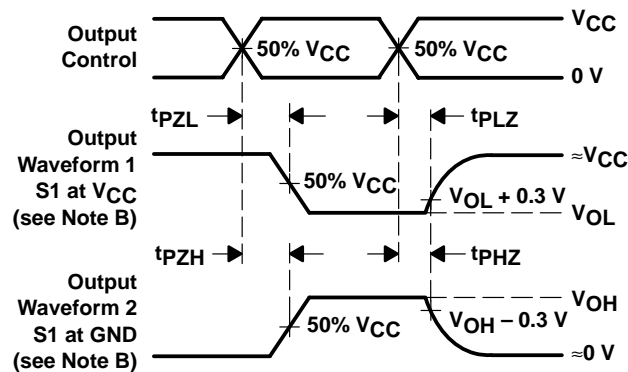 Output
Control
50% VCC
50% VCC
VCC
0 V
tPZL
tPLZ
Output
Waveform 1
S1 at VCC
(see Note B)
50% VCC
≈VCC
VOL + 0.3 V
VOL
tPZH
tPHZ
Output
Waveform 2
S1 at GND
(see Note B)
50% VCC
VOH
VOH – 0.3 V
≈0 V